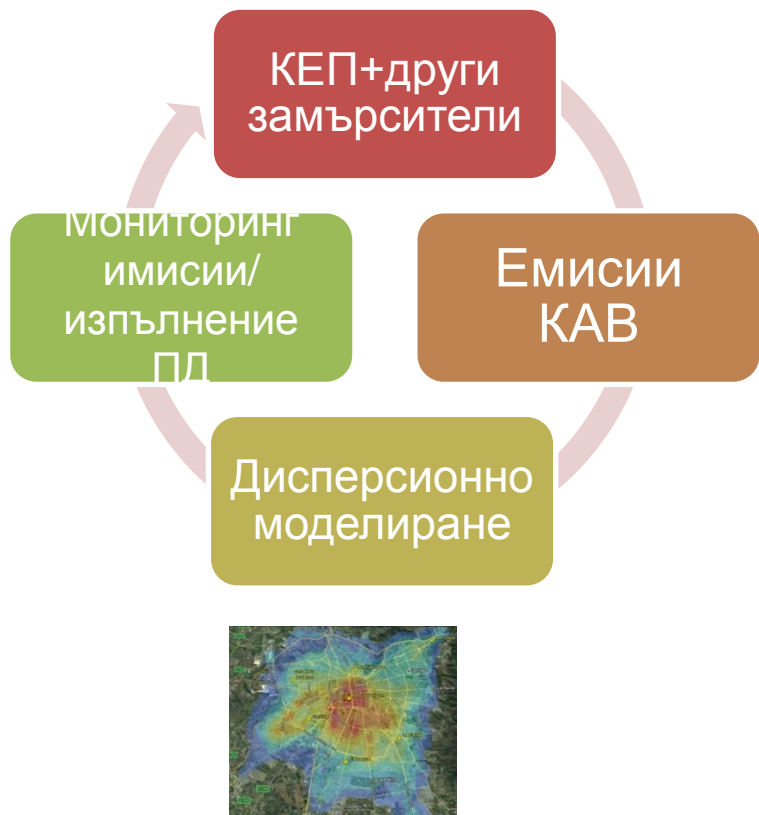 КЕП+други
замърсители
Емисии
КАВ
Дисперсионно
моделиране
Мониторинг
имисии/
изпълнение
ПД